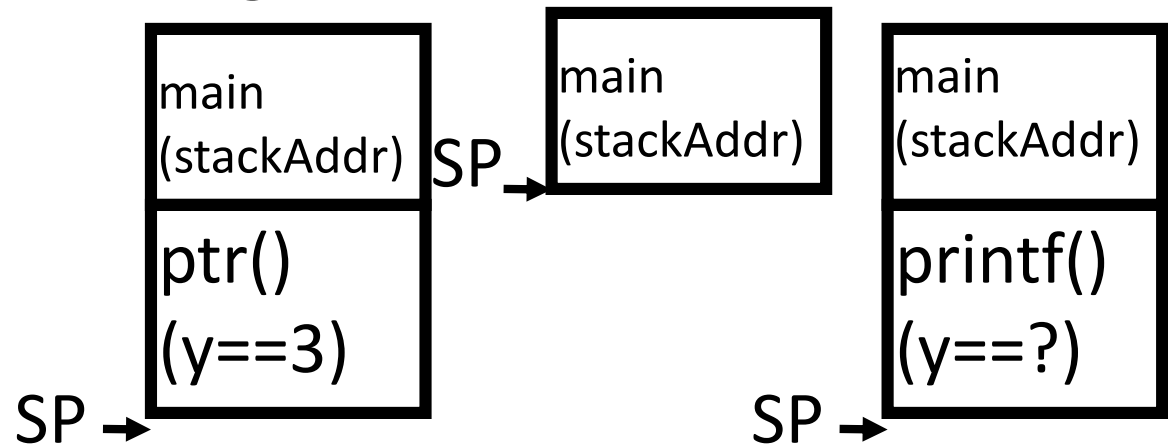 main
(stackAddr)
ptr()
(y==3)
SP
main
(stackAddr)
SP
main
(stackAddr)
printf()
(y==?)
SP